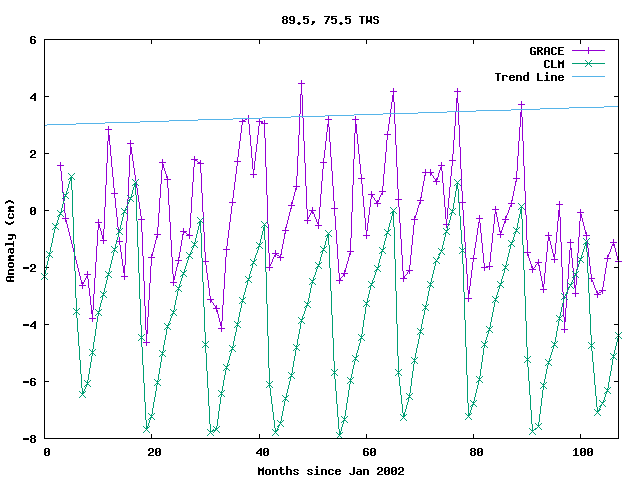 89.5, 75.5 TWS
GRACE
CLM
Trend Line
6
4
2
0
-2
-4
-6
-8
Anomaly (cm)
0 20 40 60 80 100
Months since Jan 2002